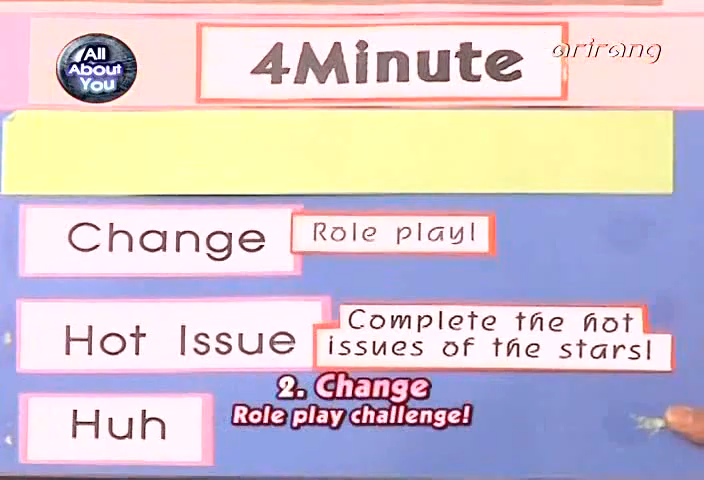 All
About
You
4Minute
arirang
Change
Role play!
Hot Issue
Complete the hot
issues of the stars!
2. Change
Role play challenge!
Huh